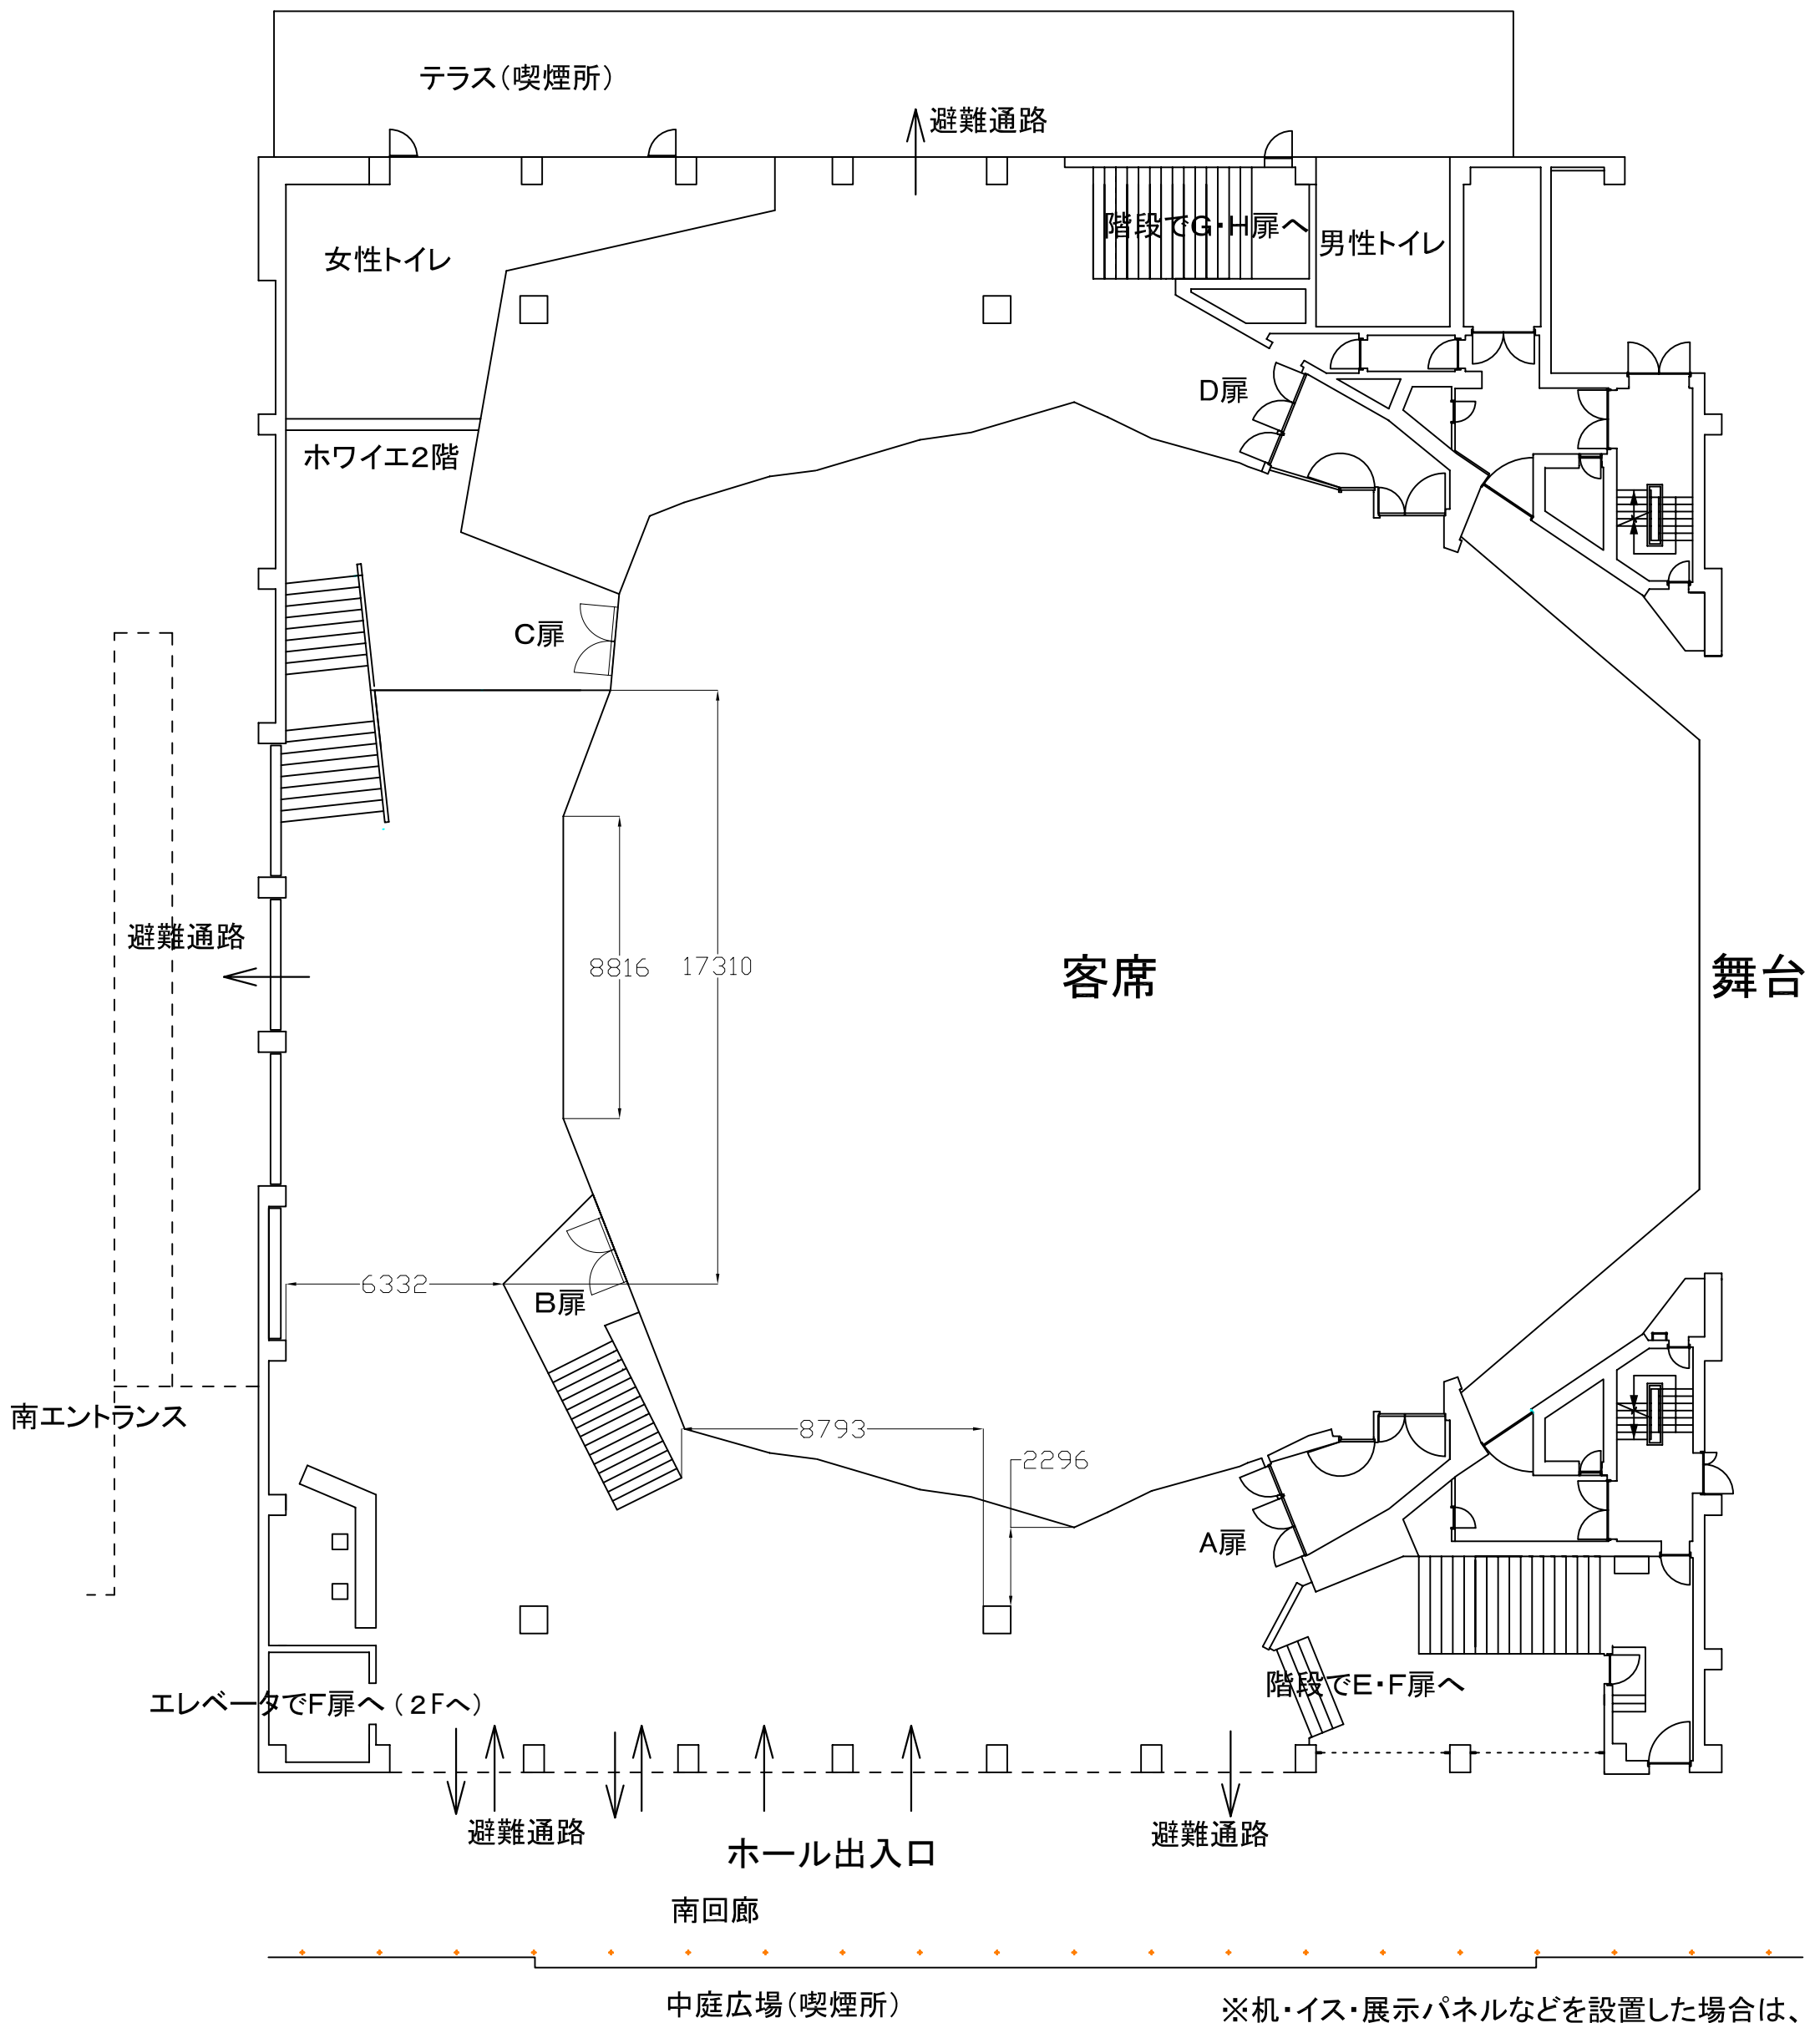 テラス(喫煙所)
避難通路
階段でG・H扉へ
男性トイレ
女性トイレ
D扉
ホワイエ2階
C扉
避難通路
8816
17310
客席
舞台
6332
B扉
南エントランス
8793
2296
A扉
階段でE・F扉へ
エレベータでF扉へ(2Fへ)
避難通路
避難通路
ホール出入口
南回廊
中庭広場(喫煙所)
※机・イス・展示パネルなどを設置した場合は、